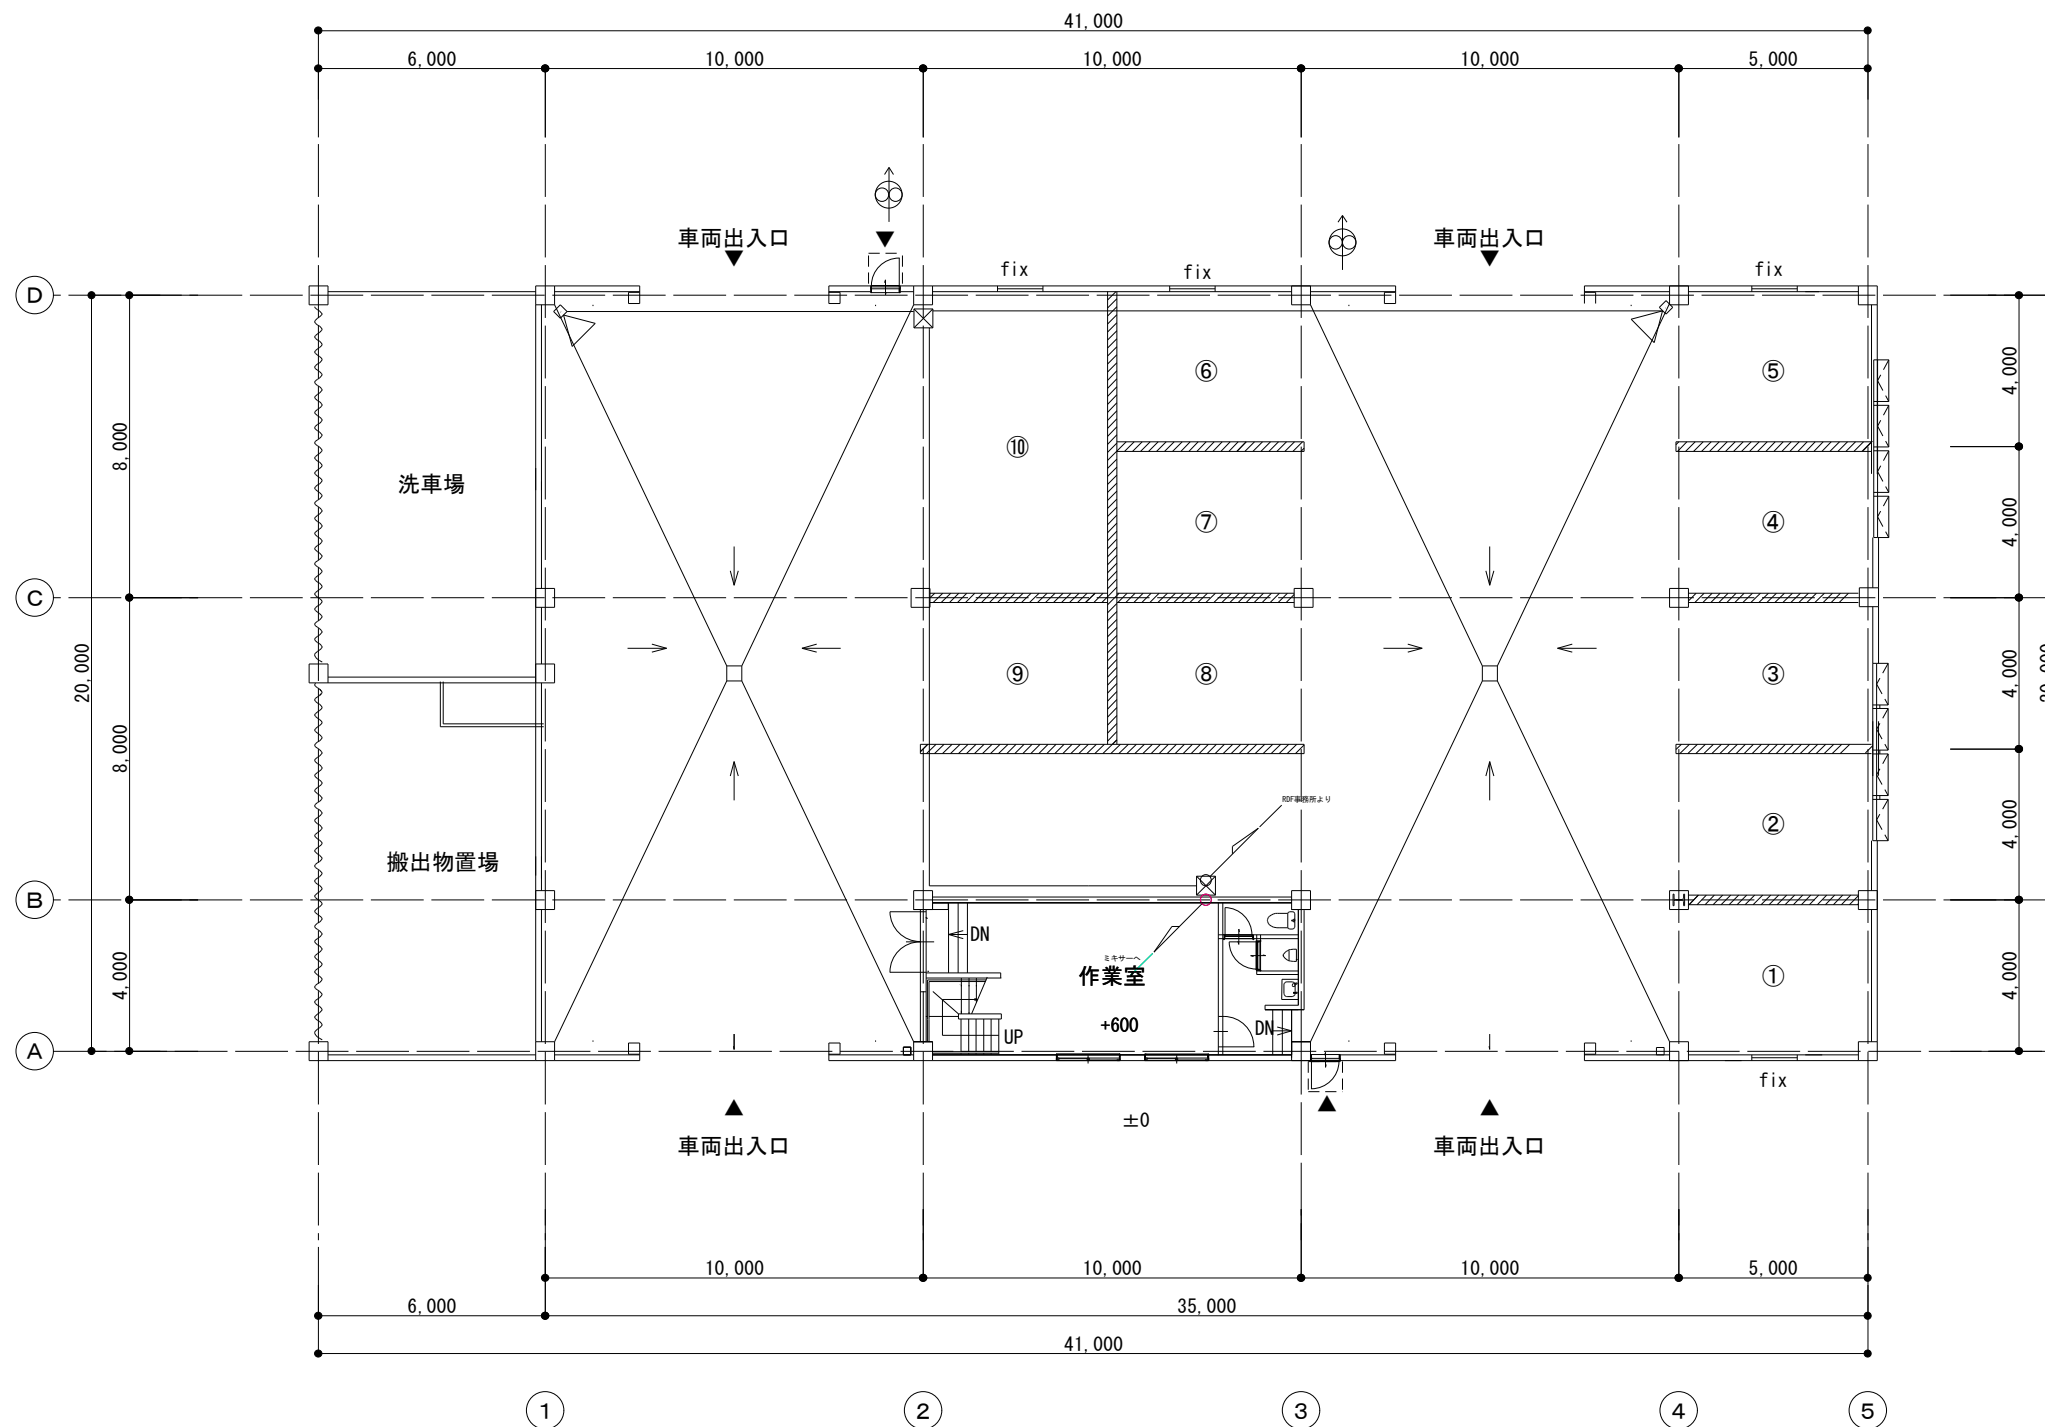 41,000
6,000 10,000 10,000 10,000 5,000
車両出入口 車両出入口
fix fix fix
D
⑥ ⑤
4,000
8,000
⑩
洗車場
⑦ ④
4,000
C
20,000
⑨ ⑧ ③
4,000
8,000
RDF事務所より
②
4,000
搬出物置場
B
DN
ミキサーへ
作業室
①
4,000 4,000
+600
DN
UP
A
fix
±0
車両出入口 車両出入口
10,000 10,000 10,000 5,000
6,000 35,000
41,000
1 2 3 4 5